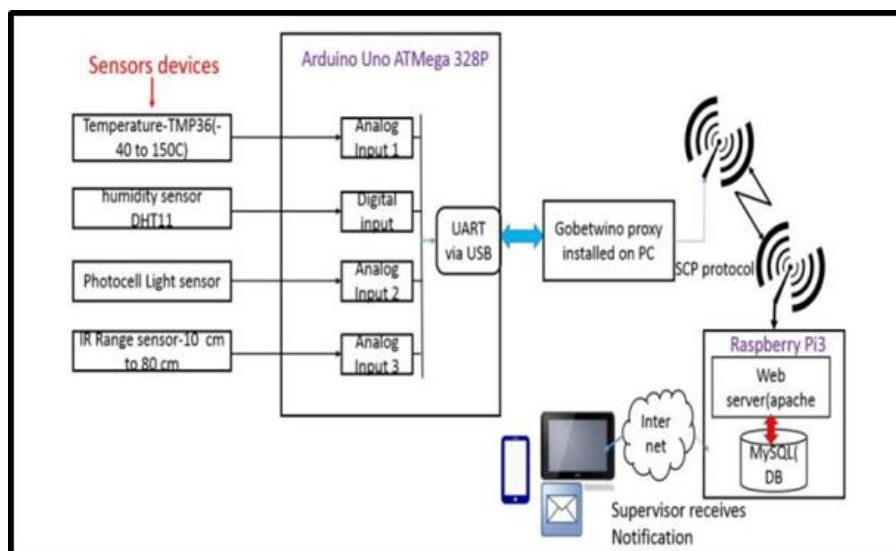 Sensors devices
Temperature-TMP36(-
40 to 150C)
humidity sensor
DHT11
Photocell Light sensor
IR Range sensor-10 cm
to 80 cm
Arduino Uno ATMega 328P
Analog
Input 1
Digital
input
Analog
Input 2
Analog
Input 3
UART
via USB
Gobetwino proxy
installed on PC
SCP protocol
Raspberry Pi3
Web
server(apache
MySQL(
DB
Inter
net
Supervisor receives
Notification